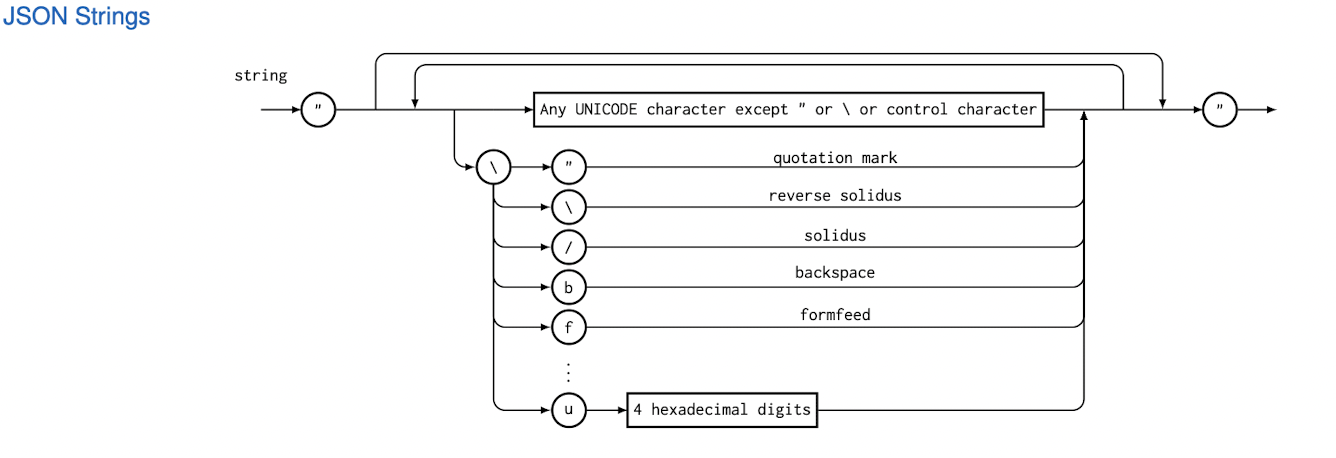 JSON Strings
string
" Any UNICODE character except " or \ or control character "
\ " quotation mark
\ reverse solidus
/ solidus
b backspace
f formfeed
⋮
u 4 hexadecimal digits